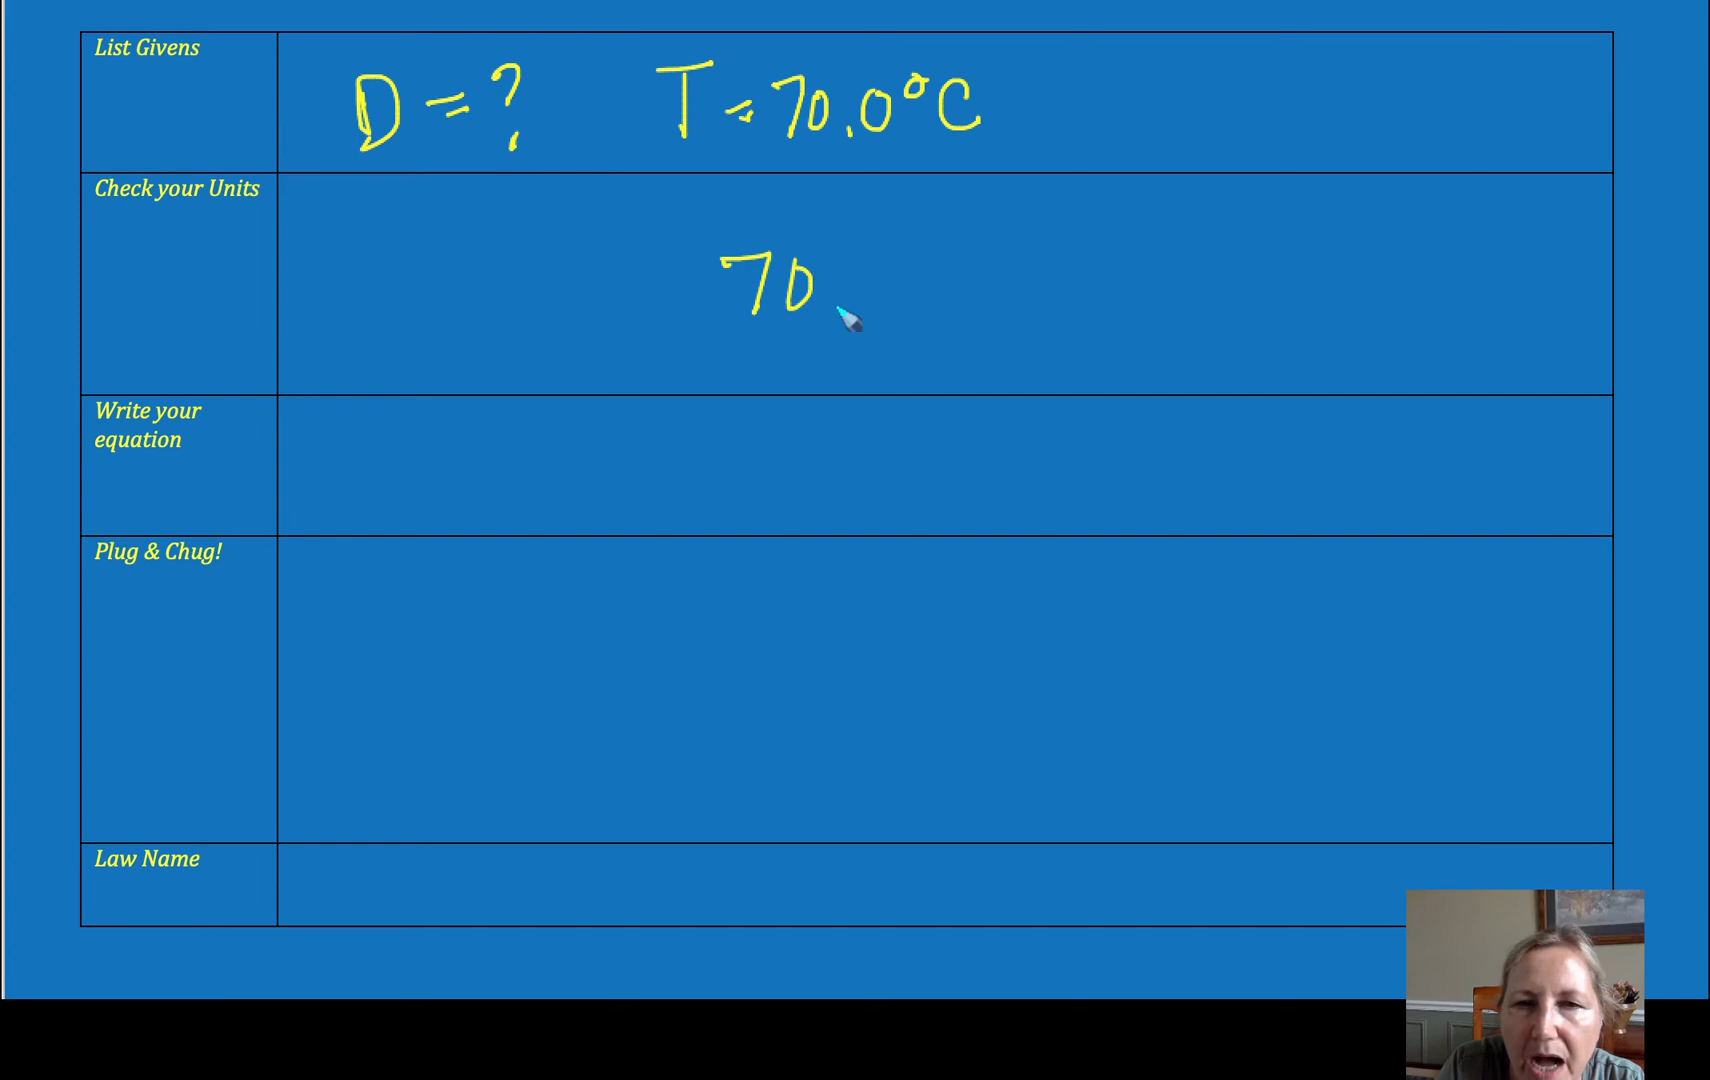 List Givens
D = ? T = 70.0°C
Check your Units
70
Write your
equation
Plug & Chug!
Law Name